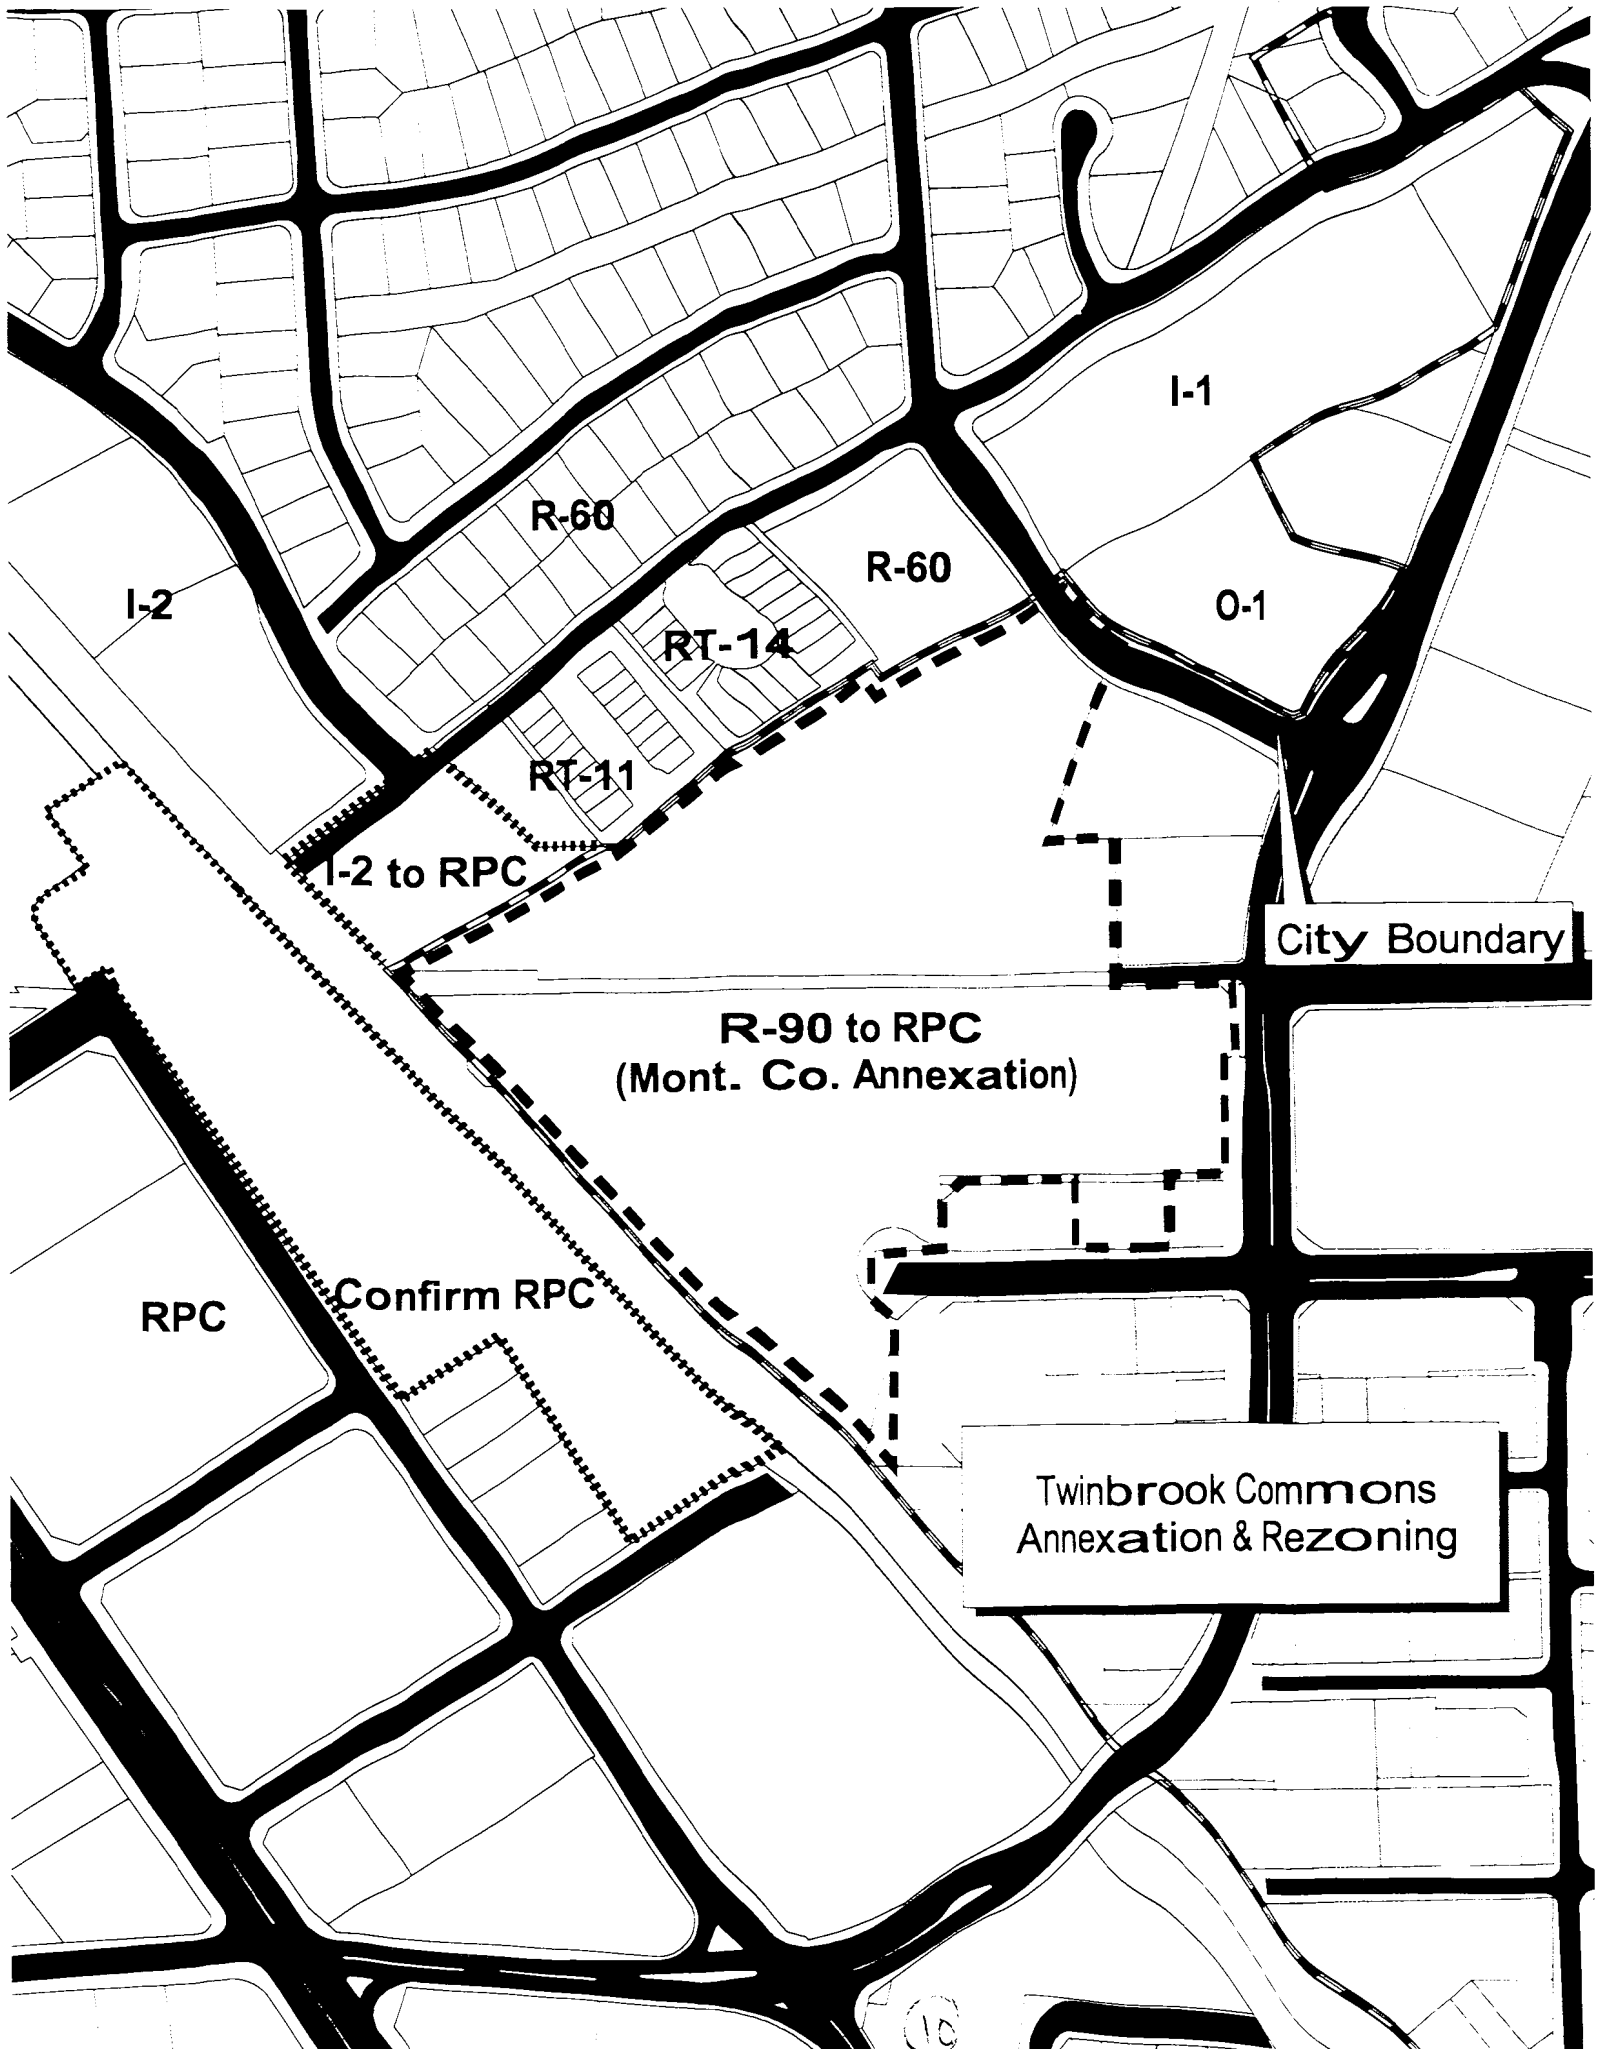 I-1
R-60
R-60
I-2
O-1
RT-14
RT-11
I-2 to RPC
City Boundary
R-90 to RPC
(Mont. Co. Annexation)
Confirm RPC
RPC
Twinbrook Commons
Annexation & Rezoning
10